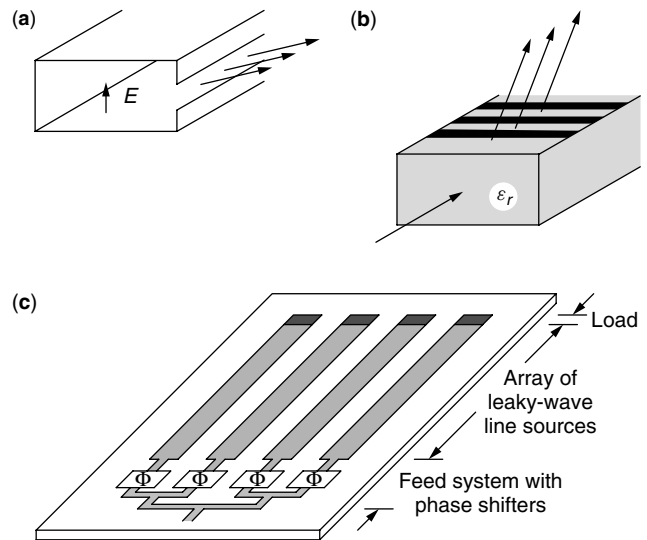 (a)
E
(b)
εr
(c)
Load
Array of
leaky-wave
line sources
Φ Φ Φ Φ
Feed system with
phase shifters